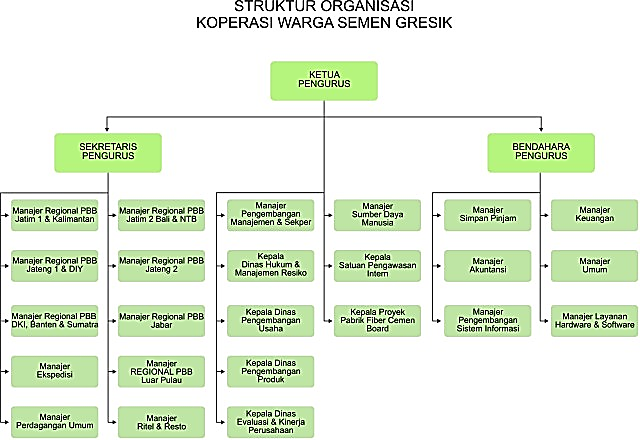 STRUKTUR ORGANISASI
KOPERASI WARGA SEMEN GRESIK
KETUA
PENGURUS
SEKRETARIS
PENGURUS
BENDAHARA
PENGURUS
Manajer Regional PBB
Jatim 1 & Kalimantan
Manajer Regional PBB
Jatim 2 Bali & NTB
Manajer
Pengembangan
Manajemen & Sekper
Manajer
Sumber Daya
Manusia
Manajer
Simpan Pinjam
Manajer
Keuangan
Manajer Regional PBB
Jateng 1 & DIY
Manajer Regional PBB
Jateng 2
Kepala
Dinas Hukum &
Manajemen Resiko
Kepala
Satuan Pengawasan
Intern
Manajer
Akuntansi
Manajer
Umum
Manajer Regional PBB
DKI, Banten & Sumatra
Manajer Regional PBB
Jabar
Kepala Dinas
Pengembangan
Usaha
Kepala Proyek
Pabrik Fiber Cemen
Board
Manajer
Pengembangan
Sistem Informasi
Manajer Layanan
Hardware & Software
Manajer
Ekspedisi
Manajer
REGIONAL PBB
Luar Pulau
Kepala Dinas
Pengembangan
Produk
Manajer
Perdagangan Umum
Manajer
Ritel & Resto
Kepala Dinas
Evaluasi & Kinerja
Perusahaan